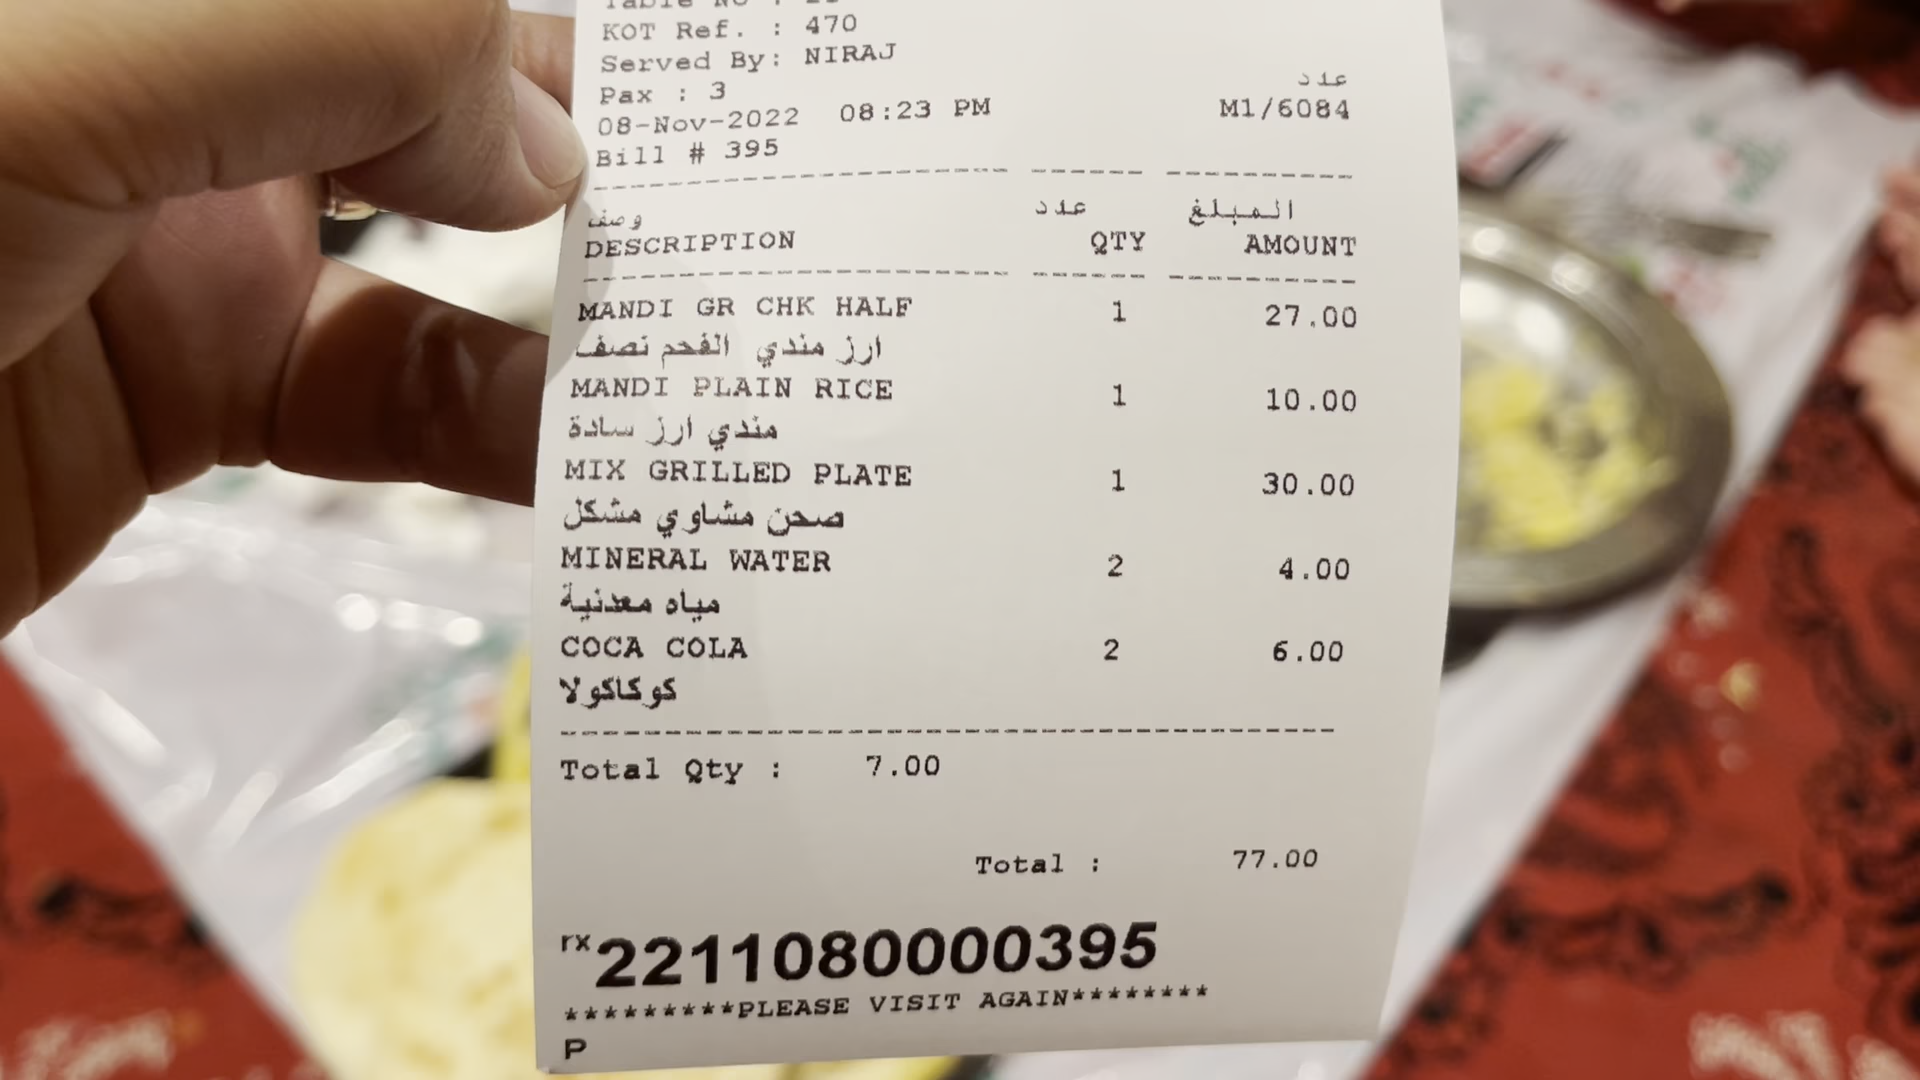 Table No :
KOT Ref. : 470
Served By: NIRAJ
Pax : 3
عدد
08-Nov-2022 08:23 PM M1/6084
Bill # 395
وصف عدد المبلغ
DESCRIPTION QTY AMOUNT
MANDI GR CHK HALF 1 27.00
ارز مندي الفحم نصف
MANDI PLAIN RICE 1 10.00
مندي ارز سادة
MIX GRILLED PLATE 1 30.00
صحن مشاوي مشكل
MINERAL WATER 2 4.00
مياه معدنية
COCA COLA 2 6.00
كوكاكولا
Total Qty : 7.00
Total : 77.00
rx2211080000395
*********PLEASE VISIT AGAIN********
P